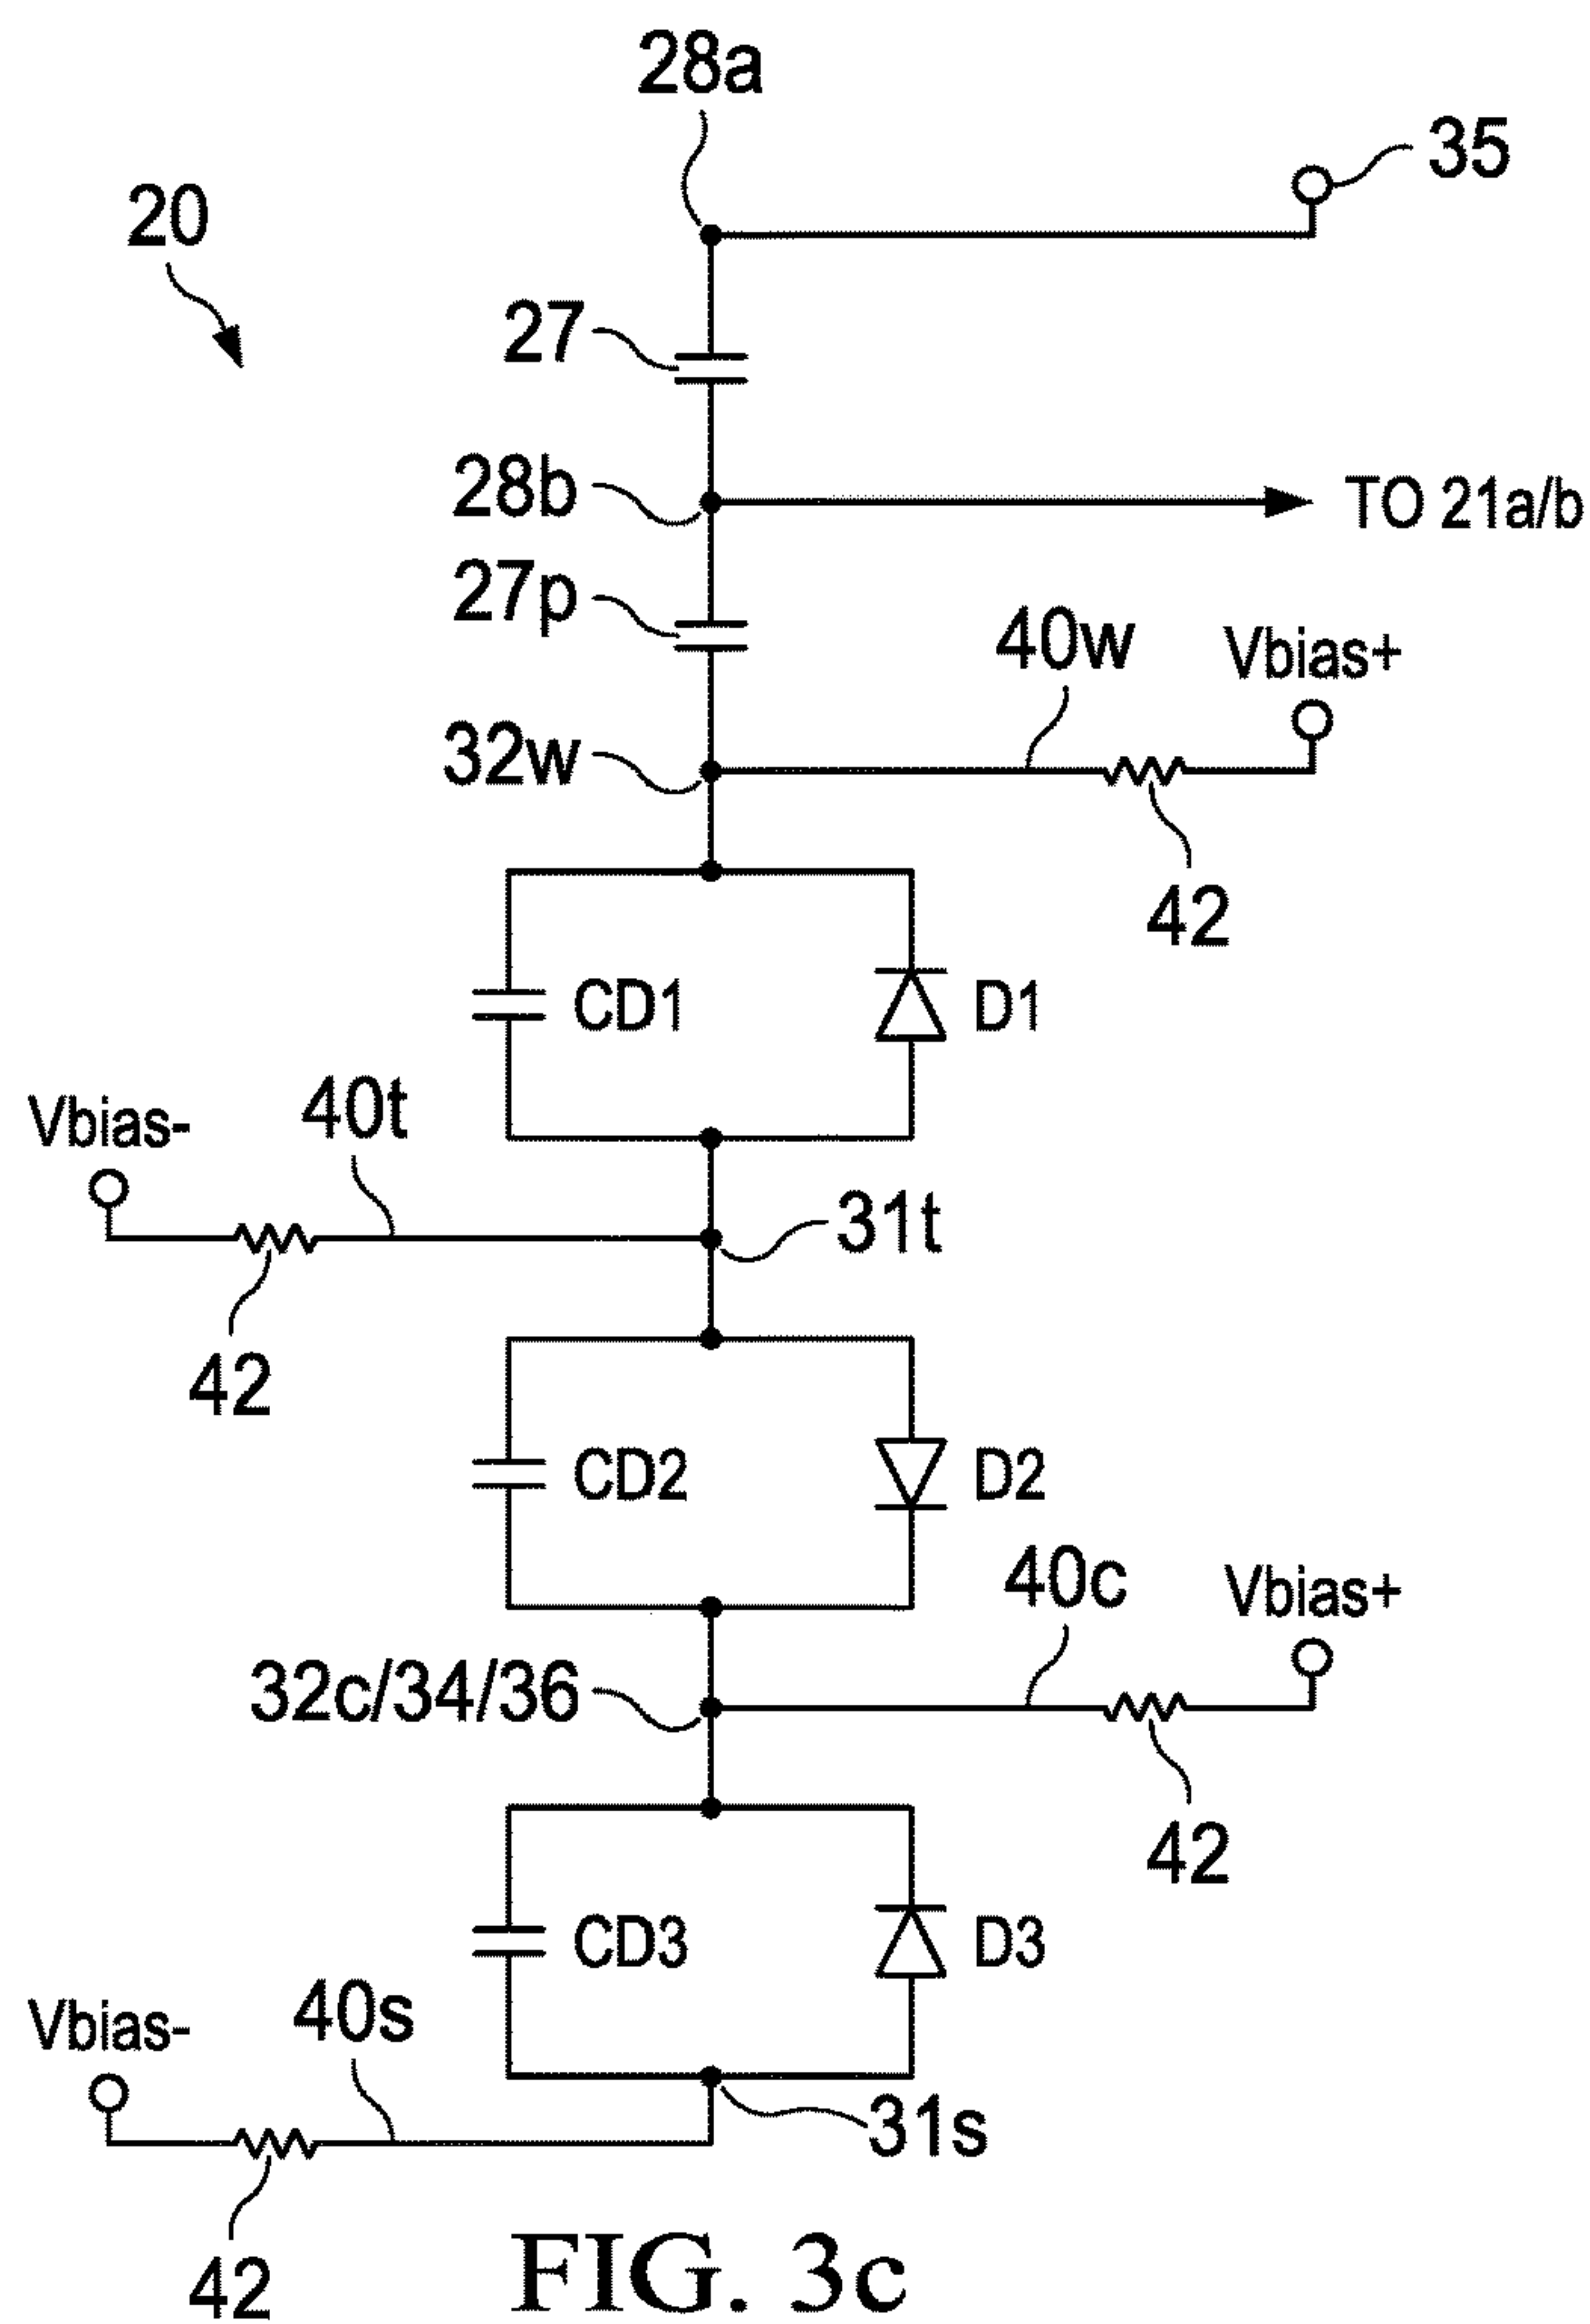 28a
35
20
27
28b
TO 21a/b
27p
40w
Vbias+
32w
42
CD1
D1
Vbias-
40t
31t
42
CD2
D2
40c
Vbias+
32c/34/36
42
CD3
D3
Vbias-
40s
31s
42
FIG. 3c